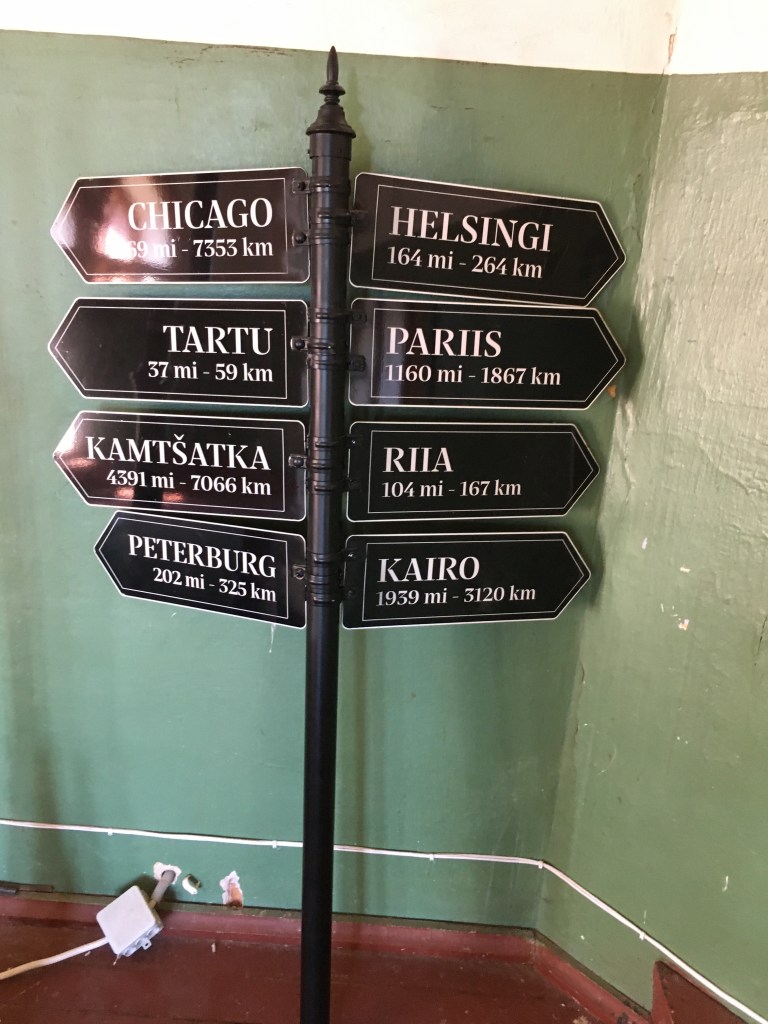 CHICAGO
mi - 7353 km
TARTU
37 mi - 59 km
KAMTŠATKA
4391 mi - 7066 km
PETERBURG
202 mi - 325 km
HELSINGI
164 mi - 264 km
PARIIS
1160 mi - 1867 km
RIIA
104 mi - 167 km
KAIRO
1939 mi - 3120 km